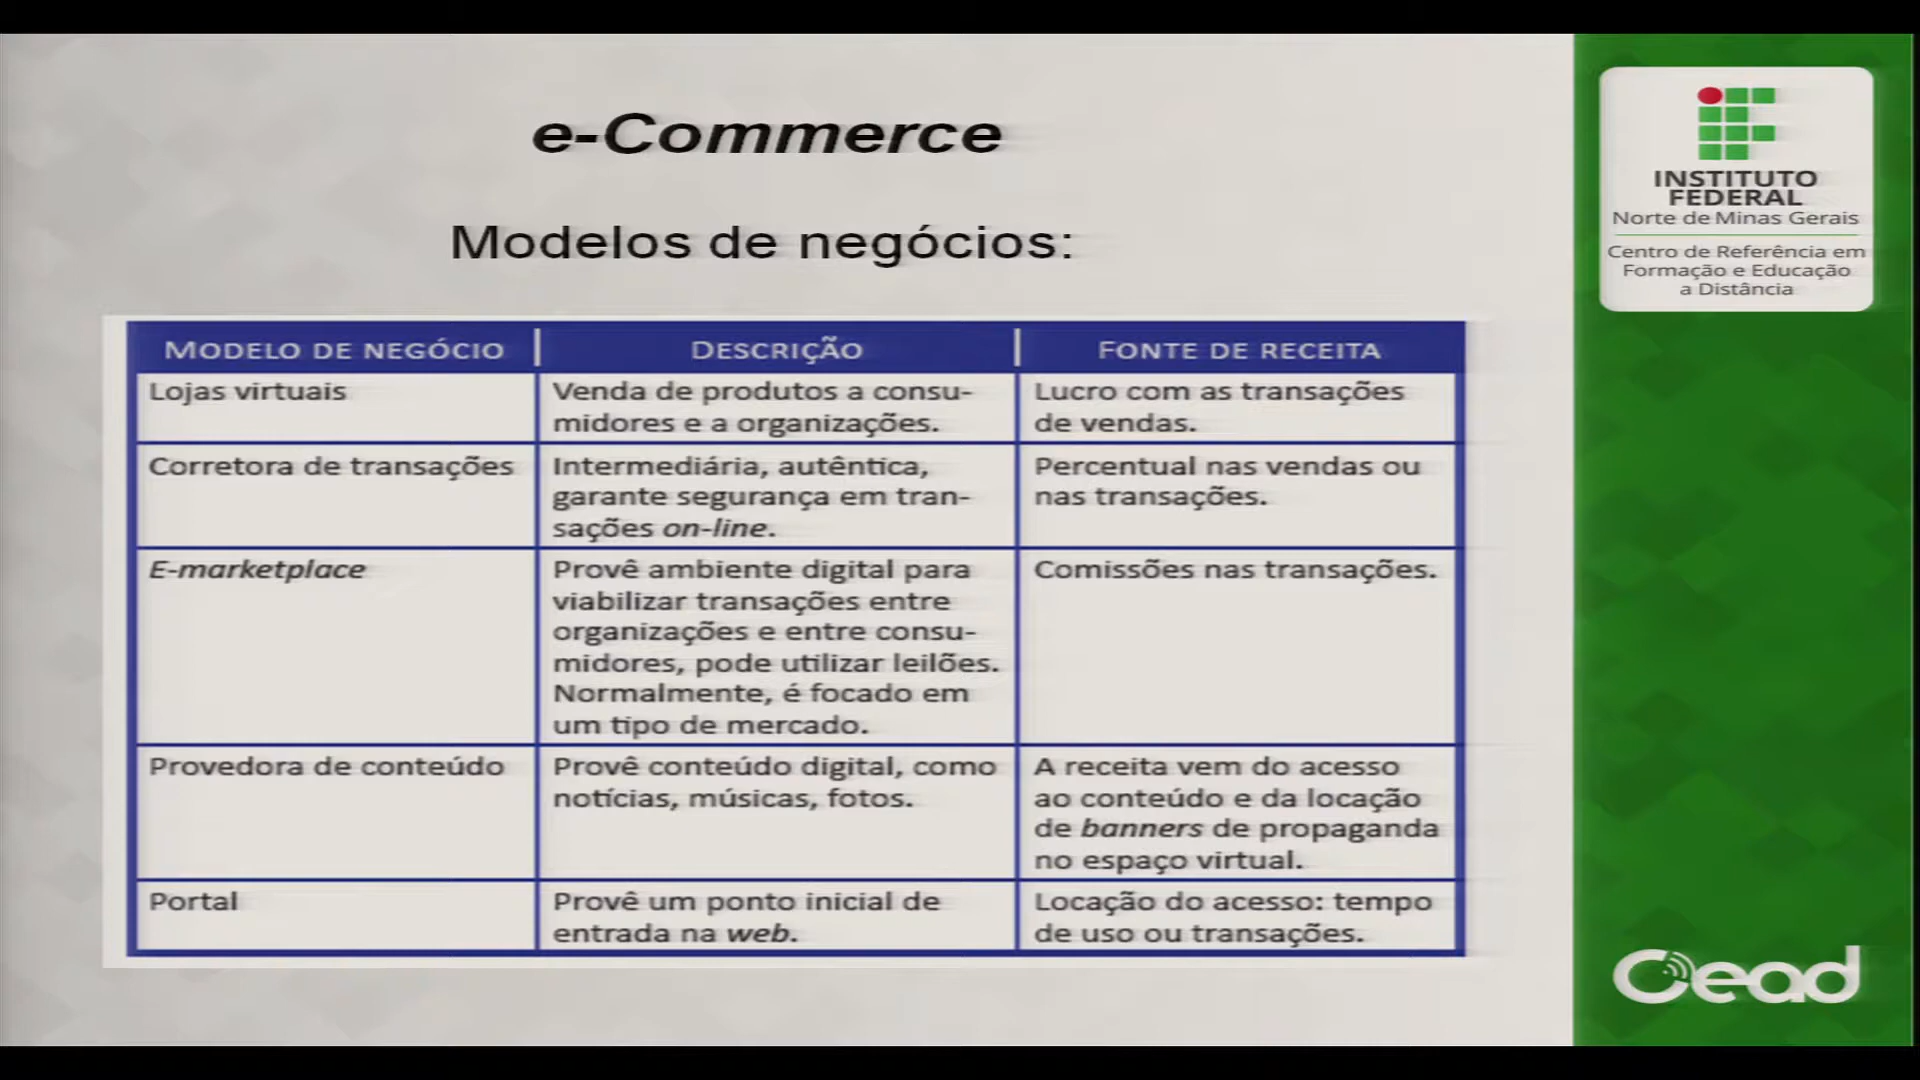 e-Commerce
Modelos de negócios:
MODELO DE NEGÓCIO
DESCRIÇÃO
FONTE DE RECEITA
Lojas virtuais
Venda de produtos a consu-
midores e a organizações.
Lucro com as transações
de vendas.
Corretora de transações
Intermediária, autêntica,
garante segurança em tran-
sações on-line.
Percentual nas vendas ou
nas transações.
E-marketplace
Provê ambiente digital para
viabilizar transações entre
organizações e entre consu-
midores, pode utilizar leilões.
Normalmente, é focado em
um tipo de mercado.
Comissões nas transações.
Provedora de conteúdo
Provê conteúdo digital, como
notícias, músicas, fotos.
A receita vem do acesso
ao conteúdo e da locação
de banners de propaganda
no espaço virtual.
Portal
Provê um ponto inicial de
entrada na web.
Locação do acesso: tempo
de uso ou transações.
INSTITUTO
FEDERAL
Norte de Minas Gerais
Centro de Referência em
Formação e Educação
a Distância
Cead